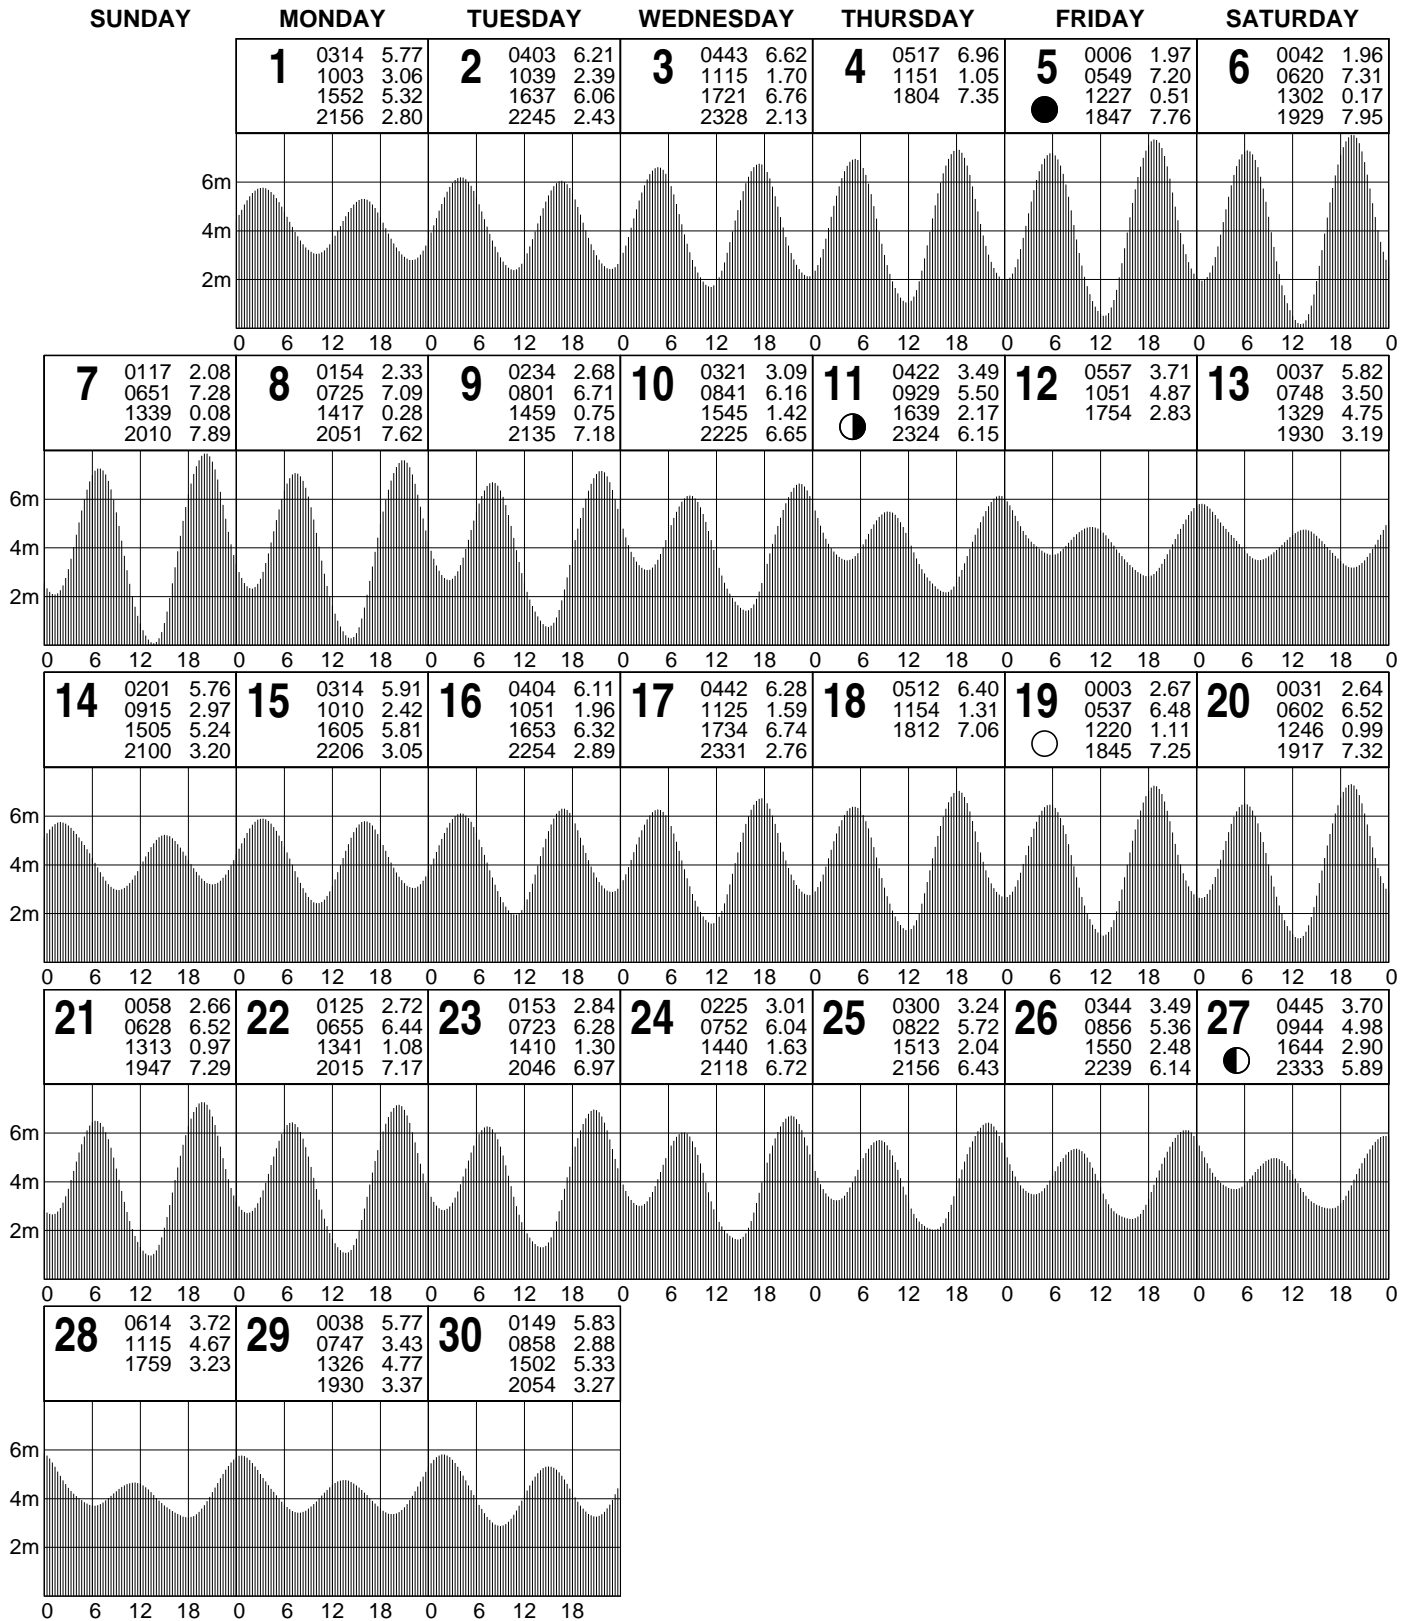 SUNDAY MONDAY TUESDAY WEDNESDAY THURSDAY FRIDAY SATURDAY
1 0314 5.77
1003 3.06
1552 5.32
2156 2.80
2 0403 6.21
1039 2.39
1637 6.06
2245 2.43
3 0443 6.62
1115 1.70
1721 6.76
2328 2.13
4 0517 6.96
1151 1.05
1804 7.35
5 0006 1.97
0549 7.20
1227 0.51
1847 7.76
6 0042 1.96
0620 7.31
1302 0.17
1929 7.95
6m
4m
2m
0 6 12 18 0 6 12 18 0 6 12 18 0 6 12 18 0 6 12 18 0 6 12 18 0
7 0117 2.08
0651 7.28
1339 0.08
2010 7.89
8 0154 2.33
0725 7.09
1417 0.28
2051 7.62
9 0234 2.68
0801 6.71
1459 0.75
2135 7.18
10 0321 3.09
0841 6.16
1545 1.42
2225 6.65
11 0422 3.49
0929 5.50
1639 2.17
2324 6.15
12 0557 3.71
1051 4.87
1754 2.83
13 0037 5.82
0748 3.50
1329 4.75
1930 3.19
6m
4m
2m
0 6 12 18 0 6 12 18 0 6 12 18 0 6 12 18 0 6 12 18 0 6 12 18 0 6 12 18 0
14 0201 5.76
0915 2.97
1505 5.24
2100 3.20
15 0314 5.91
1010 2.42
1605 5.81
2206 3.05
16 0404 6.11
1051 1.96
1653 6.32
2254 2.89
17 0442 6.28
1125 1.59
1734 6.74
2331 2.76
18 0512 6.40
1154 1.31
1812 7.06
19 0003 2.67
0537 6.48
1220 1.11
1845 7.25
20 0031 2.64
0602 6.52
1246 0.99
1917 7.32
6m
4m
2m
0 6 12 18 0 6 12 18 0 6 12 18 0 6 12 18 0 6 12 18 0 6 12 18 0 6 12 18 0
21 0058 2.66
0628 6.52
1313 0.97
1947 7.29
22 0125 2.72
0655 6.44
1341 1.08
2015 7.17
23 0153 2.84
0723 6.28
1410 1.30
2046 6.97
24 0225 3.01
0752 6.04
1440 1.63
2118 6.72
25 0300 3.24
0822 5.72
1513 2.04
2156 6.43
26 0344 3.49
0856 5.36
1550 2.48
2239 6.14
27 0445 3.70
0944 4.98
1644 2.90
2333 5.89
6m
4m
2m
0 6 12 18 0 6 12 18 0 6 12 18 0 6 12 18 0 6 12 18 0 6 12 18 0 6 12 18 0
28 0614 3.72
1115 4.67
1759 3.23
29 0038 5.77
0747 3.43
1326 4.77
1930 3.37
30 0149 5.83
0858 2.88
1502 5.33
2054 3.27
6m
4m
2m
0 6 12 18 0 6 12 18 0 6 12 18